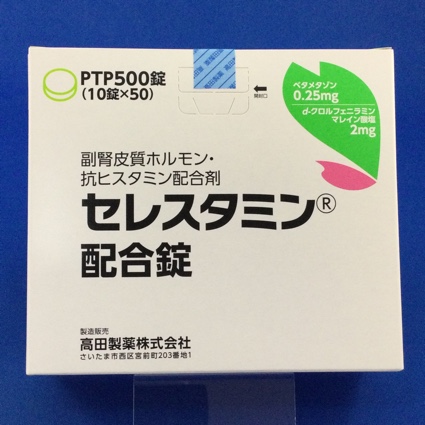 PTP500錠
(10錠×50)
開封口
ベタメタゾン
0.25mg
d-クロルフェニラミン
マレイン酸塩
2mg
副腎皮質ホルモン・
抗ヒスタミン配合剤
セレスタミン®
配合錠
製造販売
高田製薬株式会社
さいたま市西区宮前町203番地1